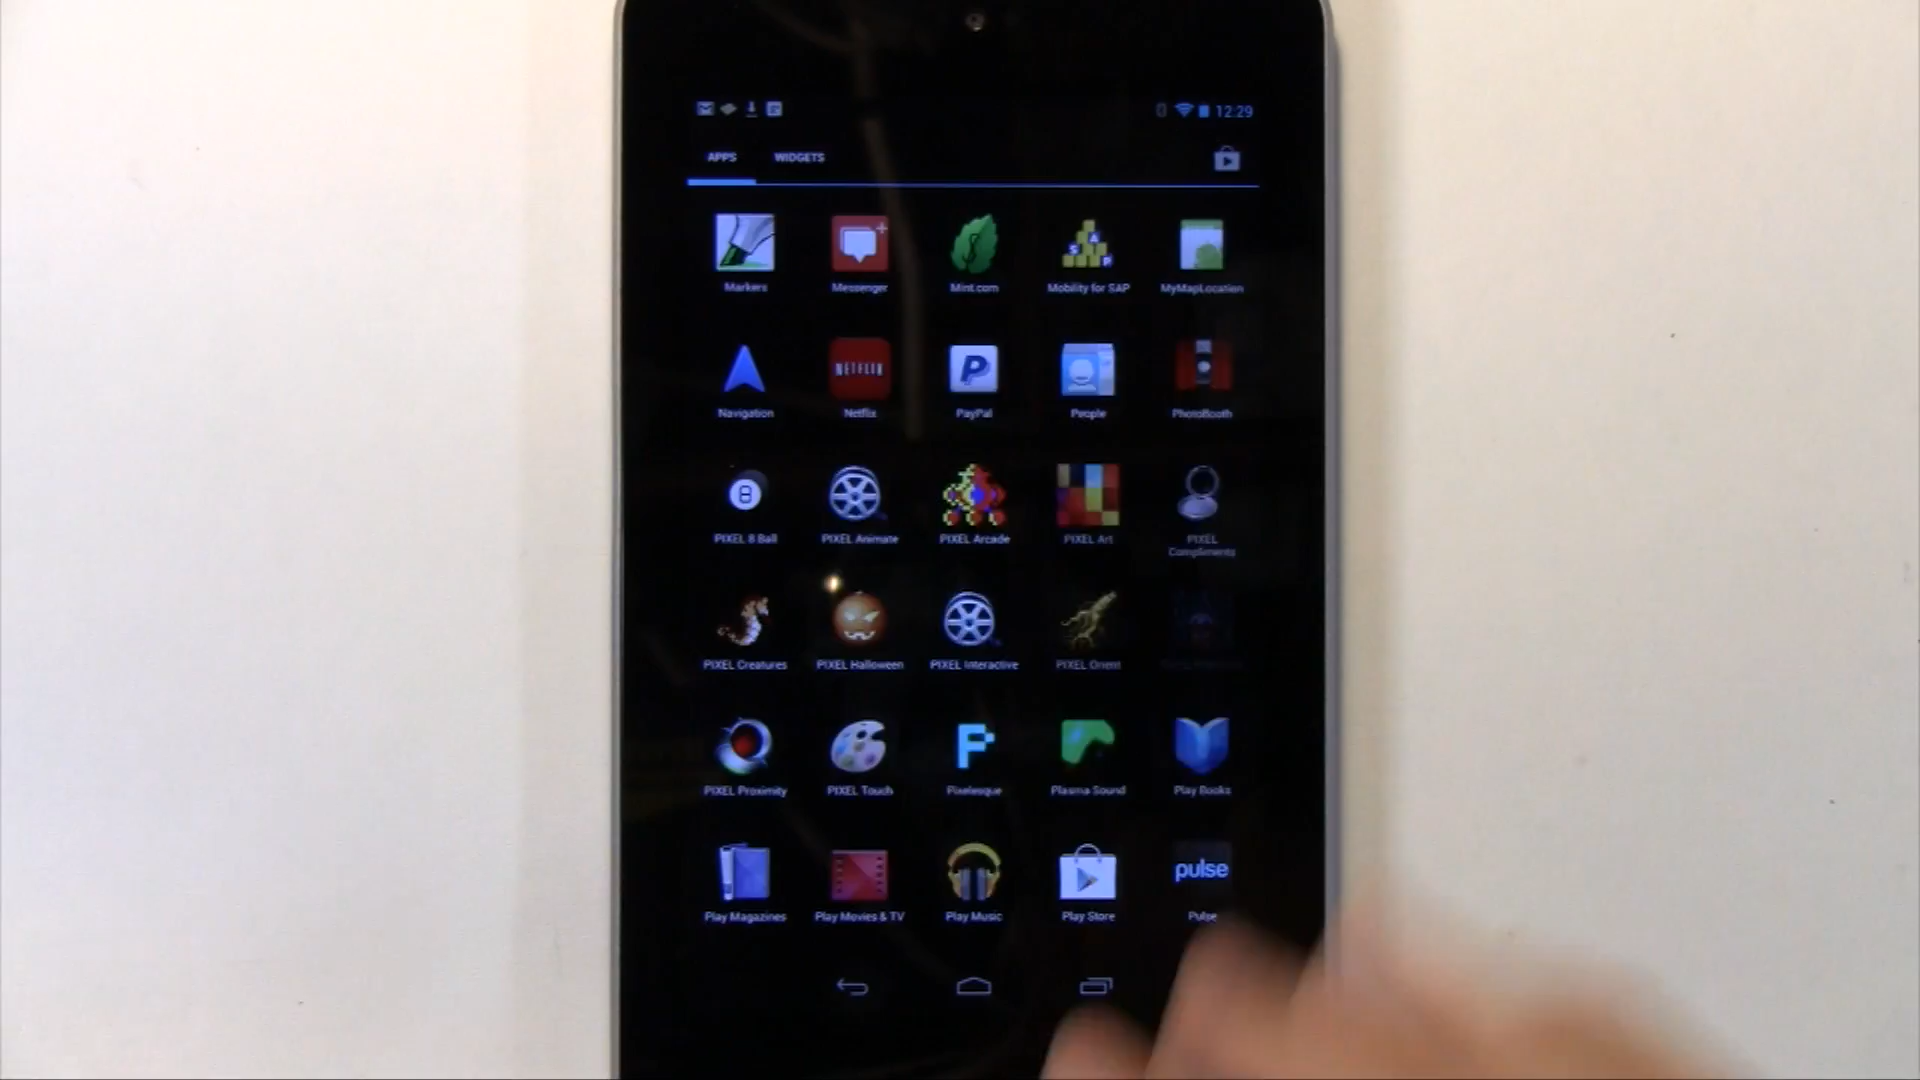 12:29
APPS WIDGETS
Markers Messenger Mint.com Mobility for SAP MyMapLocation
S A P
NETFLIX
Navigation Netflix PayPal People PhotoBooth
8
PIXEL 8 Ball PIXEL Animate PIXEL Arcade PIXEL Art PIXEL
Compliments
PIXEL Creatures PIXEL Halloween PIXEL Interactive PIXEL Orient
PIXEL Proximity PIXEL Touch Pixelesque Plasma Sound Play Books
pulse
Play Magazines Play Movies & TV Play Music Play Store Pulse